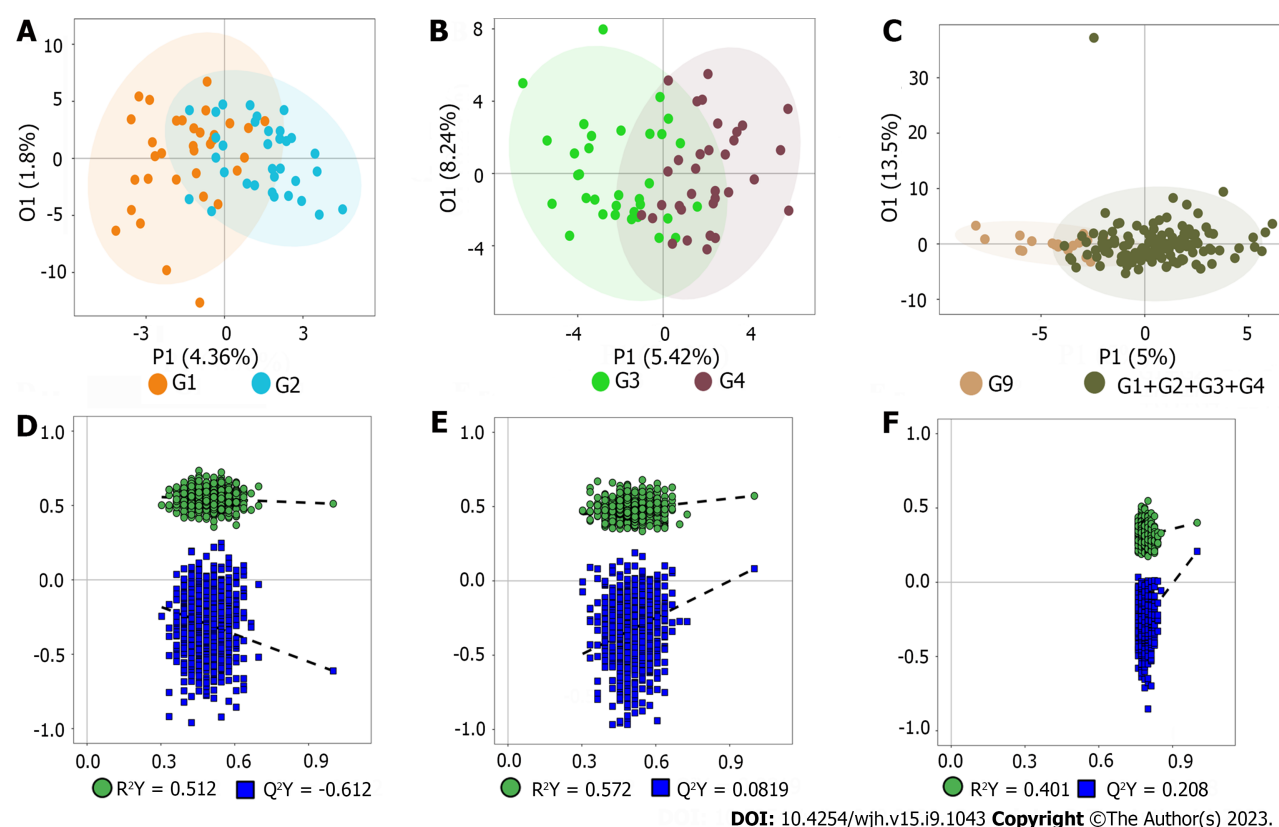 A
B
C
10
5
0
-5
-10
O1 (1.8%)
-3
0
3
P1 (4.36%)
G1
G2
8
4
0
-4
O1 (8.24%)
-4
0
4
P1 (5.42%)
G3
G4
30
20
10
0
-10
O1 (13.5%)
-5
0
5
P1 (5%)
G9
G1+G2+G3+G4
D
E
F
1.0
0.5
0.0
-0.5
-1.0
0.0
0.3
0.6
0.9
R²Y = 0.512
Q²Y = -0.612
1.0
0.5
0.0
-0.5
-1.0
0.0
0.3
0.6
0.9
R²Y = 0.572
Q²Y = 0.0819
1.0
0.5
0.0
-0.5
-1.0
0.0
0.3
0.6
0.9
R²Y = 0.401
Q²Y = 0.208
DOI: 10.4254/wjh.v15.i9.1043 Copyright ©The Author(s) 2023.